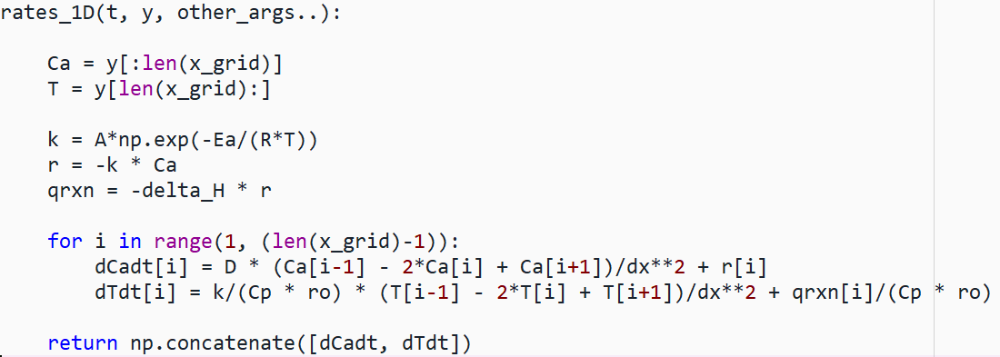 rates_1D(t, y, other_args..):
Ca = y[:len(x_grid)]
T = y[len(x_grid):]
k = A*np.exp(-Ea/(R*T))
r = -k * Ca
qrxn = -delta_H * r
for i in range(1, (len(x_grid)-1)):
dCadt[i] = D * (Ca[i-1] - 2*Ca[i] + Ca[i+1])/dx**2 + r[i]
dTdt[i] = k/(Cp * ro) * (T[i-1] - 2*T[i] + T[i+1])/dx**2 + qrxn[i]/(Cp * ro)
return np.concatenate([dCadt, dTdt])